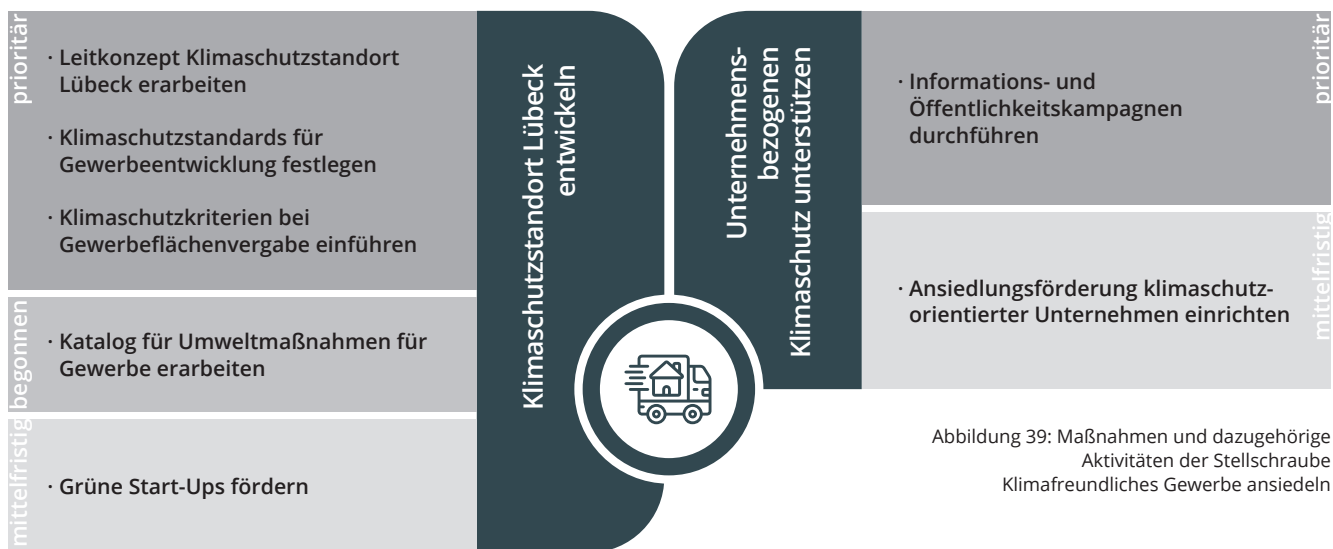 prioritär
· Leitkonzept Klimaschutzstandort
Lübeck erarbeiten
· Klimaschutzstandards für
Gewerbeentwicklung festlegen
· Klimaschutzkriterien bei
Gewerbeflächenvergabe einführen
begonnen
· Katalog für Umweltmaßnahmen für
Gewerbe erarbeiten
mittelfristig
· Grüne Start-Ups fördern
Klimaschutzstandort Lübeck
entwickeln
Unternehmens-
bezogenen
Klimaschutz unterstützen
prioritär
· Informations- und
Öffentlichkeitskampagnen
durchführen
mittelfristig
· Ansiedlungsförderung klimaschutz-
orientierter Unternehmen einrichten
Abbildung 39: Maßnahmen und dazugehörige
Aktivitäten der Stellschraube
Klimafreundliches Gewerbe ansiedeln